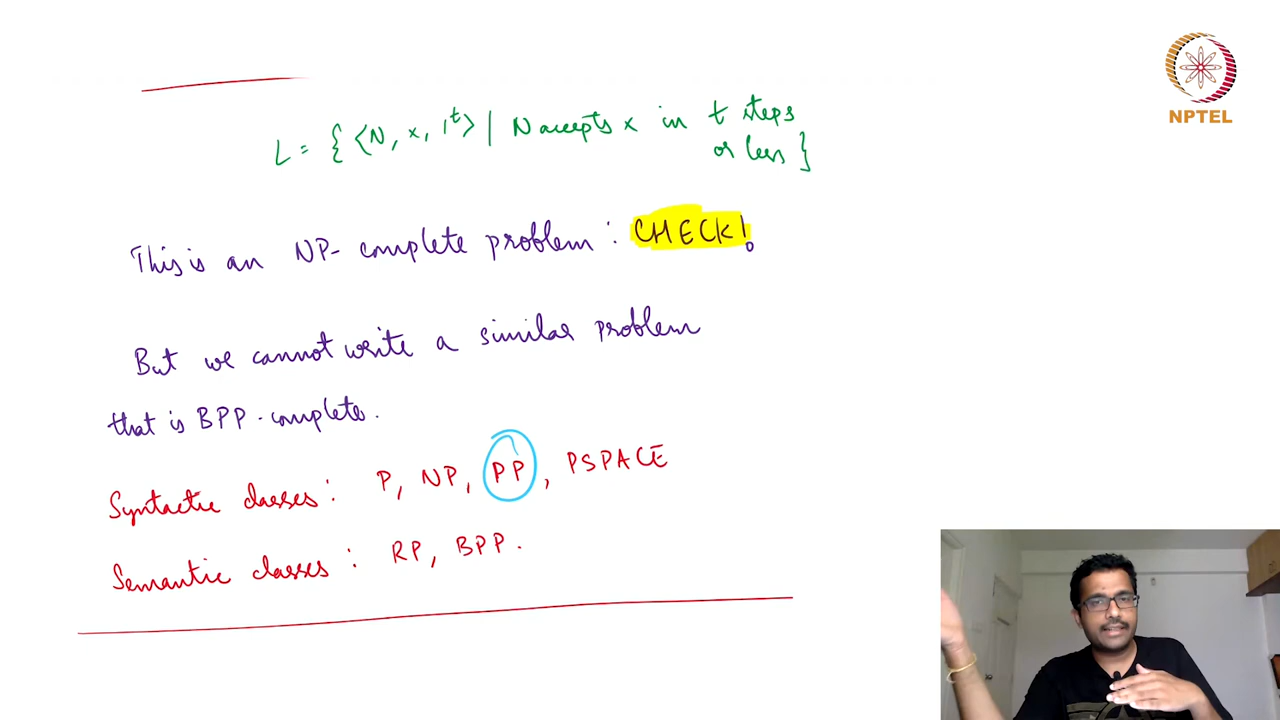 NPTEL
L = { ⟨N, x, 1^t⟩ | N accepts x in t steps
or less }
This is an NP-complete problem : CHECK!
But we cannot write a similar problem
that is BPP-complete.
Syntactic classes : P, NP, PP, PSPACE
Semantic classes : RP, BPP.